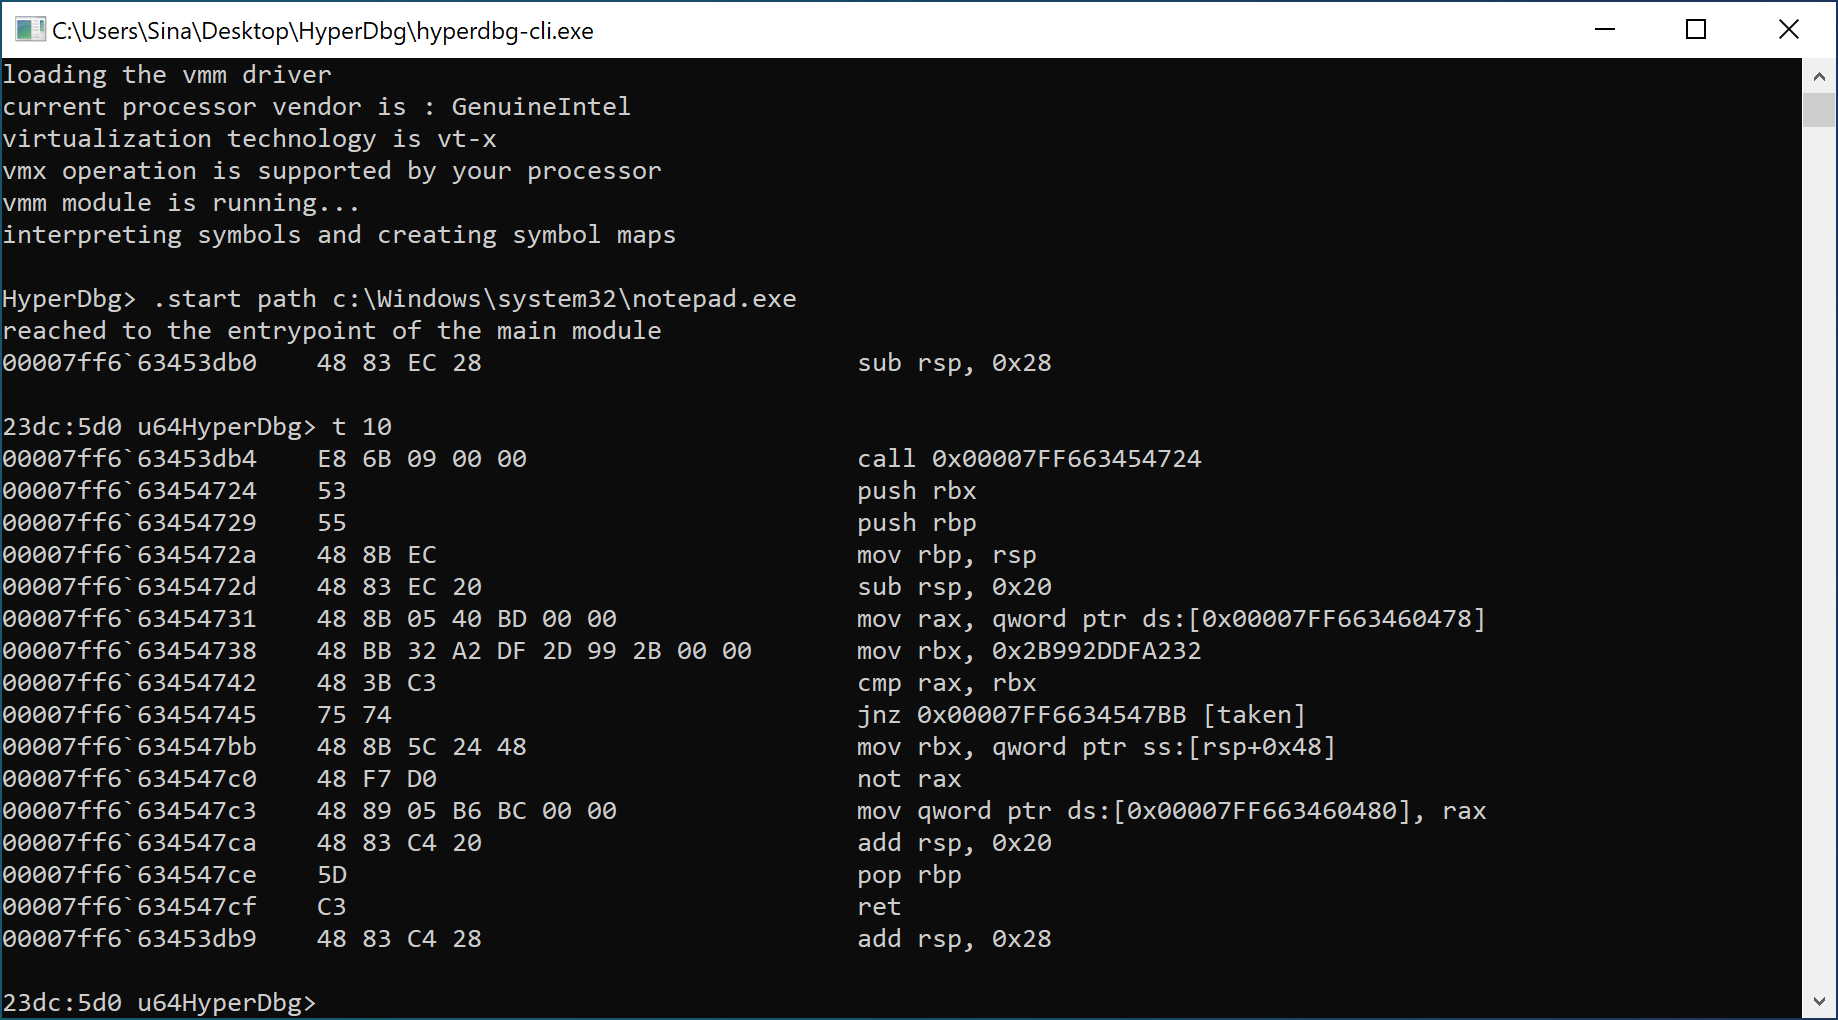 C:\Users\Sina\Desktop\HyperDbg\hyperdbg-cli.exe
loading the vmm driver
current processor vendor is : GenuineIntel
virtualization technology is vt-x
vmx operation is supported by your processor
vmm module is running...
interpreting symbols and creating symbol maps
HyperDbg> .start path c:\Windows\system32\notepad.exe
reached to the entrypoint of the main module
00007ff6`63453db0    48 83 EC 28                         sub rsp, 0x28
23dc:5d0 u64HyperDbg> t 10
00007ff6`63453db4    E8 6B 09 00 00                      call 0x00007FF663454724
00007ff6`63454724    53                                  push rbx
00007ff6`63454729    55                                  push rbp
00007ff6`6345472a    48 8B EC                            mov rbp, rsp
00007ff6`6345472d    48 83 EC 20                         sub rsp, 0x20
00007ff6`63454731    48 8B 05 40 BD 00 00                mov rax, qword ptr ds:[0x00007FF663460478]
00007ff6`63454738    48 BB 32 A2 DF 2D 99 2B 00 00       mov rbx, 0x2B992DDFA232
00007ff6`63454742    48 3B C3                            cmp rax, rbx
00007ff6`63454745    75 74                               jnz 0x00007FF6634547BB [taken]
00007ff6`634547bb    48 8B 5C 24 48                      mov rbx, qword ptr ss:[rsp+0x48]
00007ff6`634547c0    48 F7 D0                            not rax
00007ff6`634547c3    48 89 05 B6 BC 00 00                mov qword ptr ds:[0x00007FF663460480], rax
00007ff6`634547ca    48 83 C4 20                         add rsp, 0x20
00007ff6`634547ce    5D                                  pop rbp
00007ff6`634547cf    C3                                  ret
00007ff6`63453db9    48 83 C4 28                         add rsp, 0x28
23dc:5d0 u64HyperDbg>